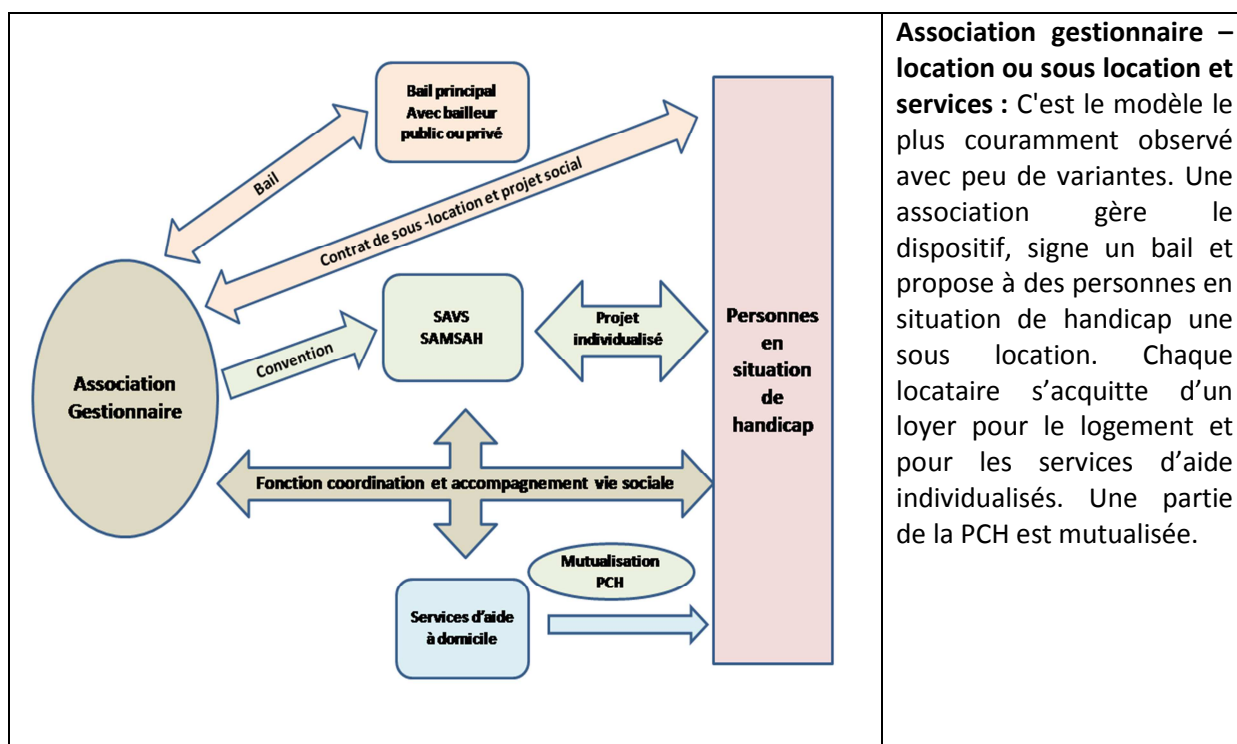 Bail principal
Avec bailleur
public ou privé
Bail
Contrat de sous -location et projet social
SAVS
SAMSAH
Projet
individualisé
Convention
Association
Gestionnaire
Personnes
en
situation
de
handicap
Fonction coordination et accompagnement vie sociale
Mutualisation
PCH
Services d'aide
à domicile
Association gestionnaire –
location ou sous location et
services : C'est le modèle le
plus couramment observé
avec peu de variantes. Une
association gère le
dispositif, signe un bail et
propose à des personnes en
situation de handicap une
sous location. Chaque
locataire s’acquitte d’un
loyer pour le logement et
pour les services d’aide
individualisés. Une partie
de la PCH est mutualisée.